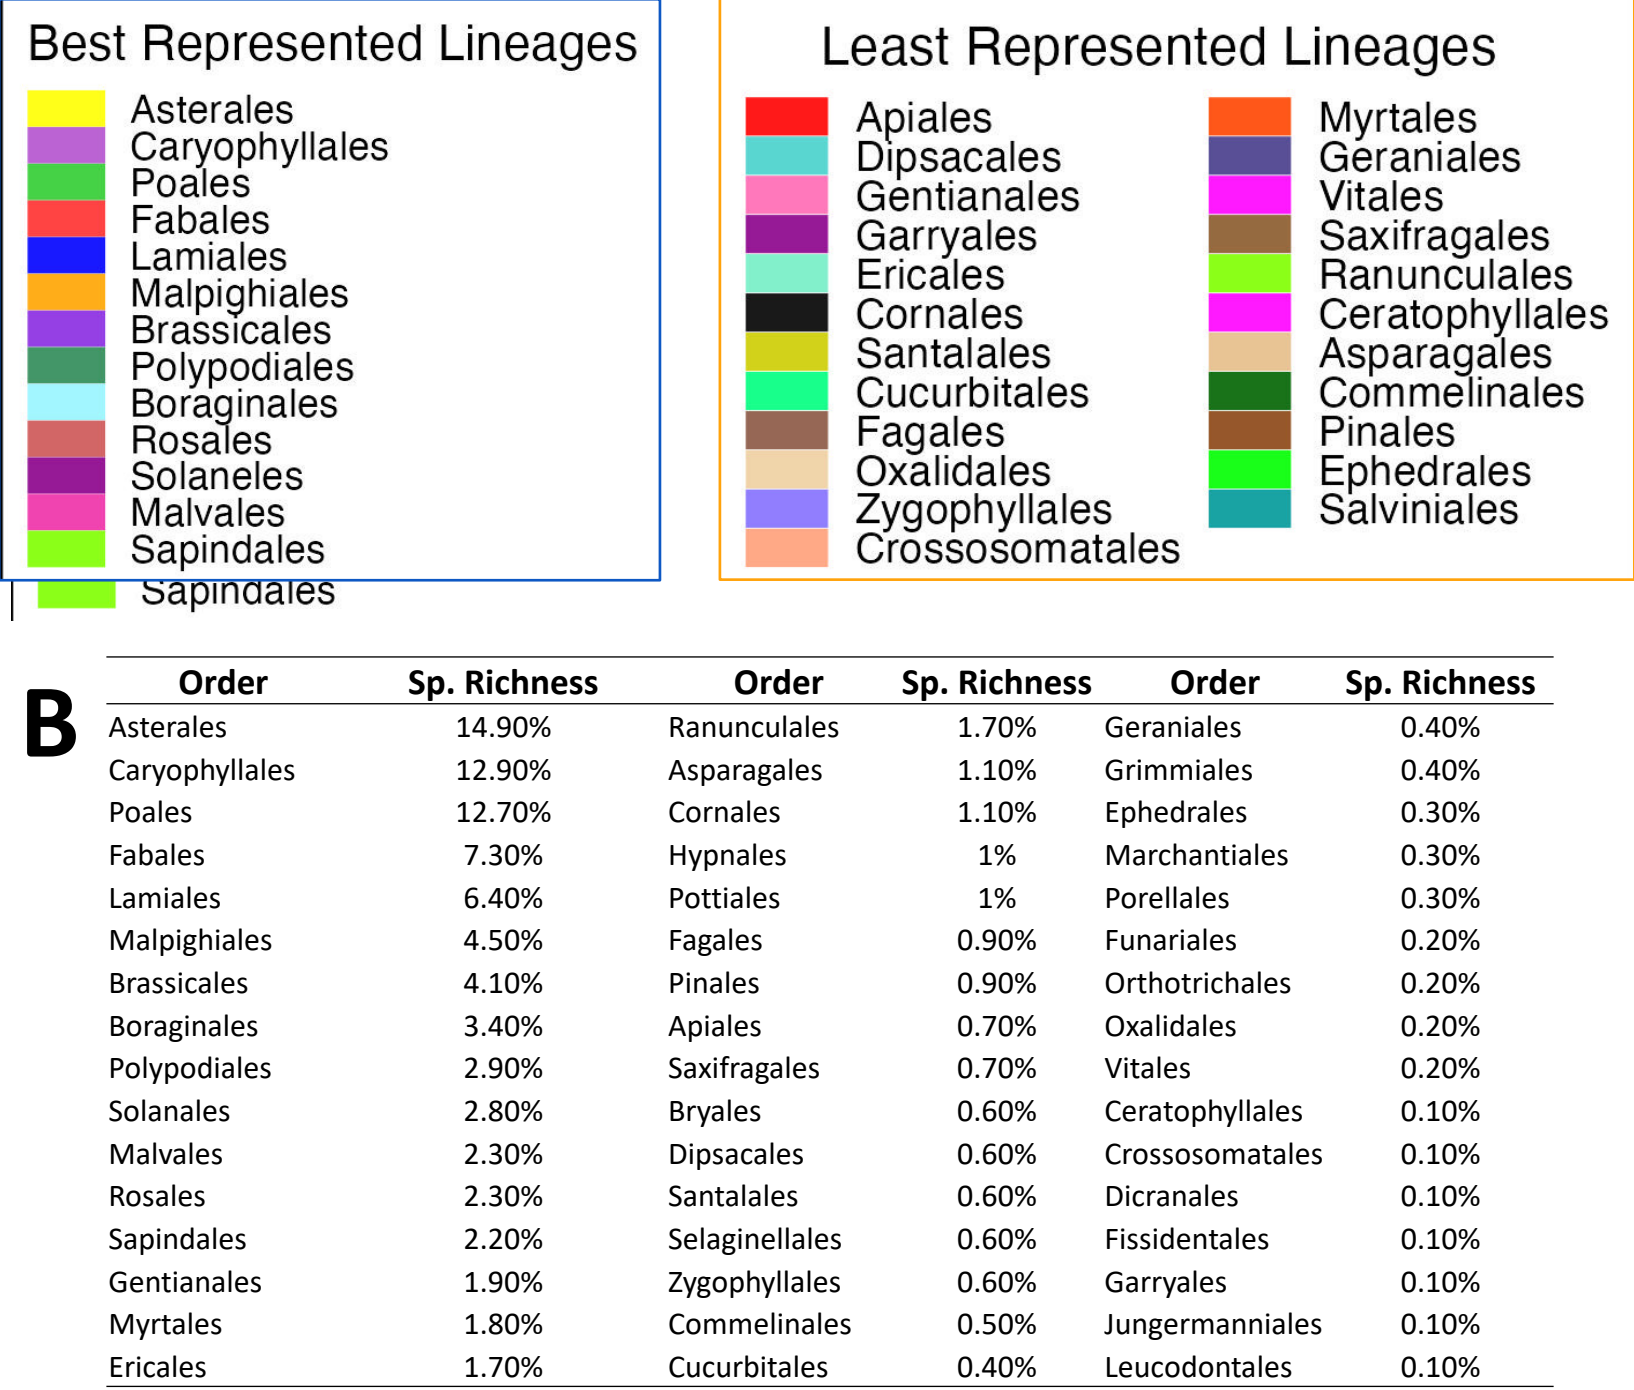 Best Represented Lineages
Asterales
Caryophyllales
Poales
Fabales
Lamiales
Malpighiales
Brassicales
Polypodiales
Boraginales
Rosales
Solaneles
Malvales
Sapindales
Sapindales
Least Represented Lineages
Apiales
Dipsacales
Gentianales
Garryales
Ericales
Cornales
Santalales
Cucurbitales
Fagales
Oxalidales
Zygophyllales
Crossosomatales
Myrtales
Geraniales
Vitales
Saxifragales
Ranunculales
Ceratophyllales
Asparagales
Commelinales
Pinales
Ephedrales
Salviniales
B
Order Sp. Richness Order Sp. Richness Order Sp. Richness
Asterales 14.90% Ranunculales 1.70% Geraniales 0.40%
Caryophyllales 12.90% Asparagales 1.10% Grimmiales 0.40%
Poales 12.70% Cornales 1.10% Ephedrales 0.30%
Fabales 7.30% Hypnales 1% Marchantiales 0.30%
Lamiales 6.40% Pottiales 1% Porellales 0.30%
Malpighiales 4.50% Fagales 0.90% Funariales 0.20%
Brassicales 4.10% Pinales 0.90% Orthotrichales 0.20%
Boraginales 3.40% Apiales 0.70% Oxalidales 0.20%
Polypodiales 2.90% Saxifragales 0.70% Vitales 0.20%
Solanales 2.80% Bryales 0.60% Ceratophyllales 0.10%
Malvales 2.30% Dipsacales 0.60% Crossosomatales 0.10%
Rosales 2.30% Santalales 0.60% Dicranales 0.10%
Sapindales 2.20% Selaginellales 0.60% Fissidentales 0.10%
Gentianales 1.90% Zygophyllales 0.60% Garryales 0.10%
Myrtales 1.80% Commelinales 0.50% Jungermanniales 0.10%
Ericales 1.70% Cucurbitales 0.40% Leucodontales 0.10%